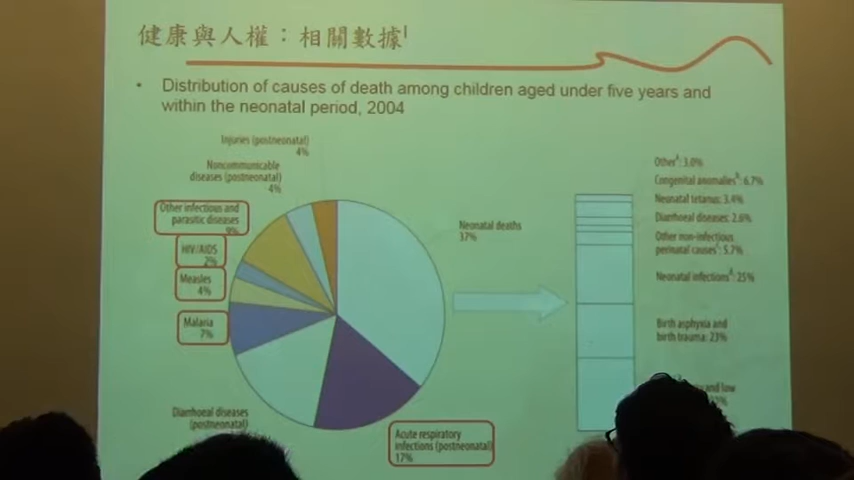 健康與人權：相關數據¹
• Distribution of causes of death among children aged under five years and
within the neonatal period, 2004
Injuries (postneonatal)
4%
Noncommunicable
diseases (postneonatal)
4%
Other infectious and
parasitic diseases
9%
HIV/AIDS
2%
Measles
4%
Malaria
7%
Diarrhoeal diseases
(postneonatal)
Acute respiratory
infections (postneonatal)
17%
Neonatal deaths
37%
Other: 3.0%
Congenital anomalies: 6.7%
Neonatal tetanus: 3.4%
Diarrhoeal diseases: 2.6%
Other non-infectious
perinatal causes: 5.7%
Neonatal infections: 25%
Birth asphyxia and
birth trauma: 23%
and low